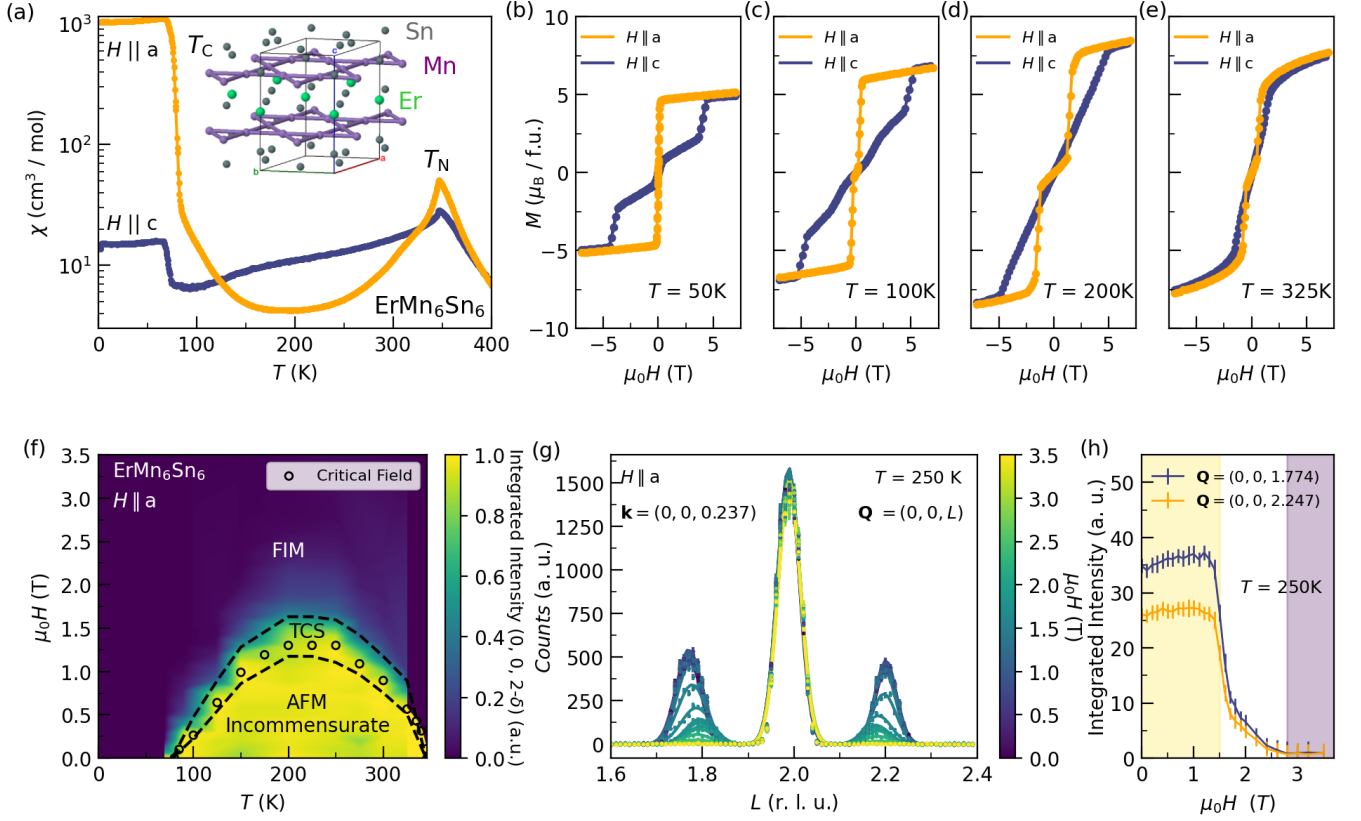 (a)
10³
10²
10¹
χ (cm³ / mol)
H || a
T_C
H || c
Sn
Mn
Er
c
a
b
T_N
ErMn₆Sn₆
0 100 200 300 400
T (K)
(b)
10
5
0
−5
−10
M (μ_B / f.u.)
H ∥ a
H ∥ c
T = 50K
−5 0 5
μ₀H (T)
(c)
H ∥ a
H ∥ c
T = 100K
−5 0 5
μ₀H (T)
(d)
H ∥ a
H ∥ c
T = 200K
−5 0 5
μ₀H (T)
(e)
H ∥ a
H ∥ c
T = 325K
−5 0 5
μ₀H (T)
(f)
3.5
3.0
2.5
2.0
1.5
1.0
0.5
0.0
μ₀H (T)
ErMn₆Sn₆
H ∥ a
Critical Field
FIM
TCS
AFM
Incommensurate
0 100 200 300
T (K)
1.0
0.8
0.6
0.4
0.2
0.0
Integrated Intensity (0, 0, 2-δ) (a.u.)
(g)
1500
1250
1000
750
500
250
0
Counts (a. u.)
H ∥ a
T = 250 K
k = (0, 0, 0.237)
Q = (0, 0, L)
1.6 1.8 2.0 2.2 2.4
L (r. l. u.)
3.5
3.0
2.5
2.0
1.5
1.0
0.5
0.0
μ₀H (T)
(h)
50
40
30
20
10
0
Integrated Intensity (a. u.)
Q = (0, 0, 1.774)
Q = (0, 0, 2.247)
T = 250K
0 1 2 3
μ₀H (T)